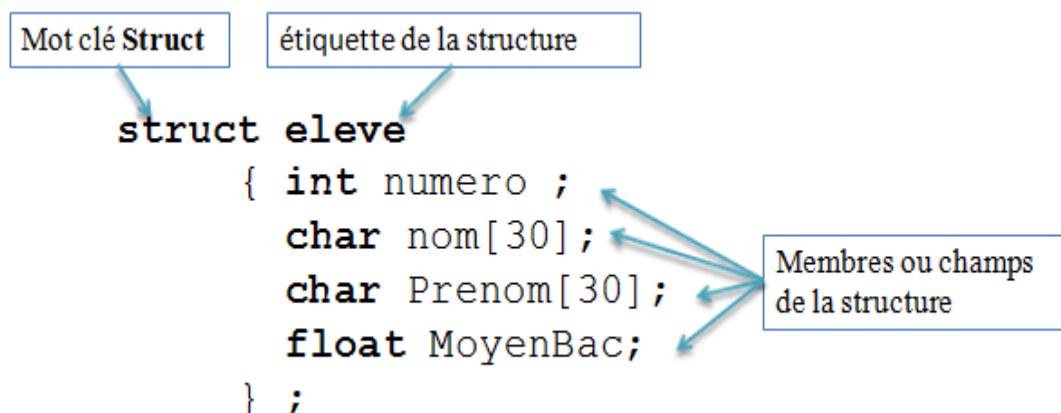 Mot clé Struct
étiquette de la structure
struct eleve
{ int numero ;
char nom[30];
char Prenom[30];
float MoyenBac;
} ;
Membres ou champs
de la structure